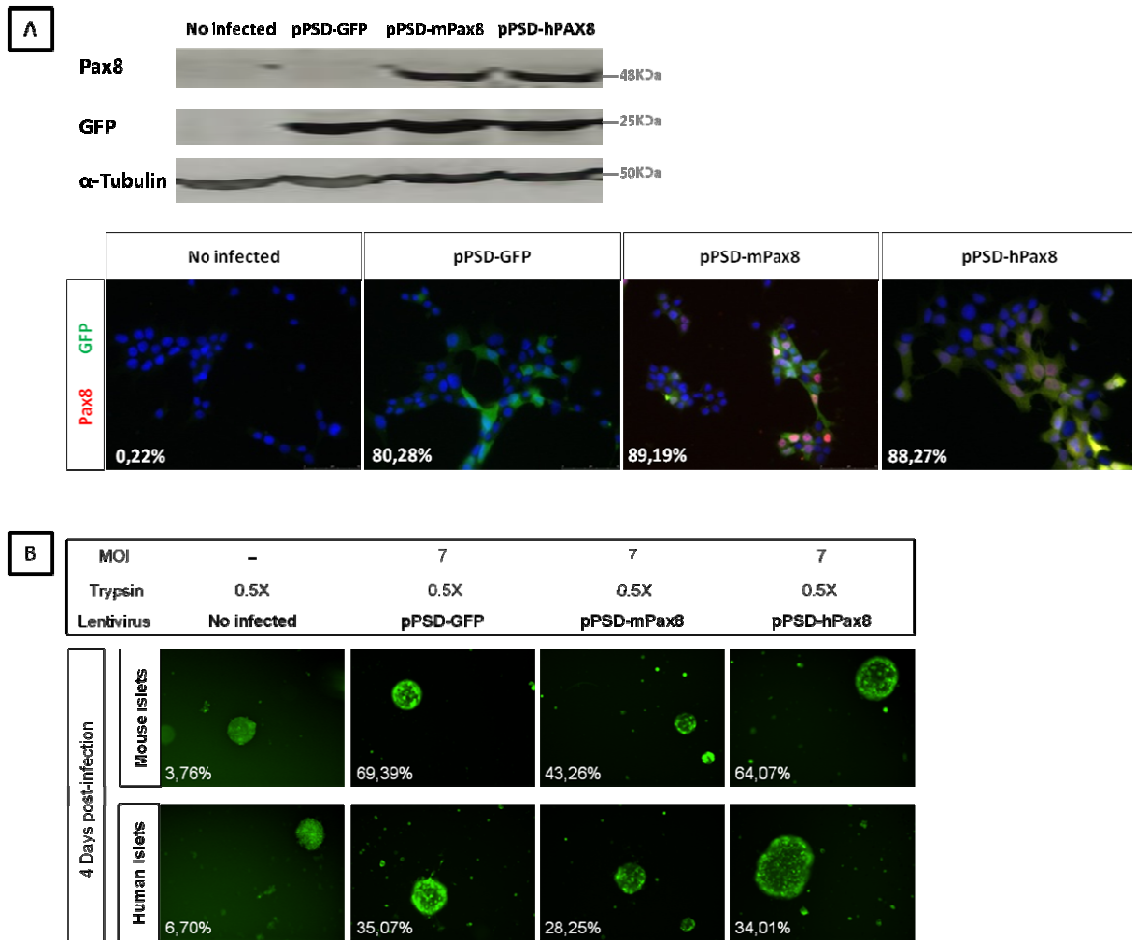 A
No infected pPSD-GFP pPSD-mPax8 pPSD-hPAX8
Pax8
48KDa
GFP
25KDa
α-Tubulin
50KDa
No infected pPSD-GFP pPSD-mPax8 pPSD-hPax8
Pax8 GFP
0,22% 80,28% 89,19% 88,27%
B
MOI – 7 7 7
Trypsin 0.5X 0.5X 0.5X 0.5X
Lentivirus No infected pPSD-GFP pPSD-mPax8 pPSD-hPax8
4 Days post-infection
Mouse islets
3,76% 69,39% 43,26% 64,07%
Human islets
6,70% 35,07% 28,25% 34,01%